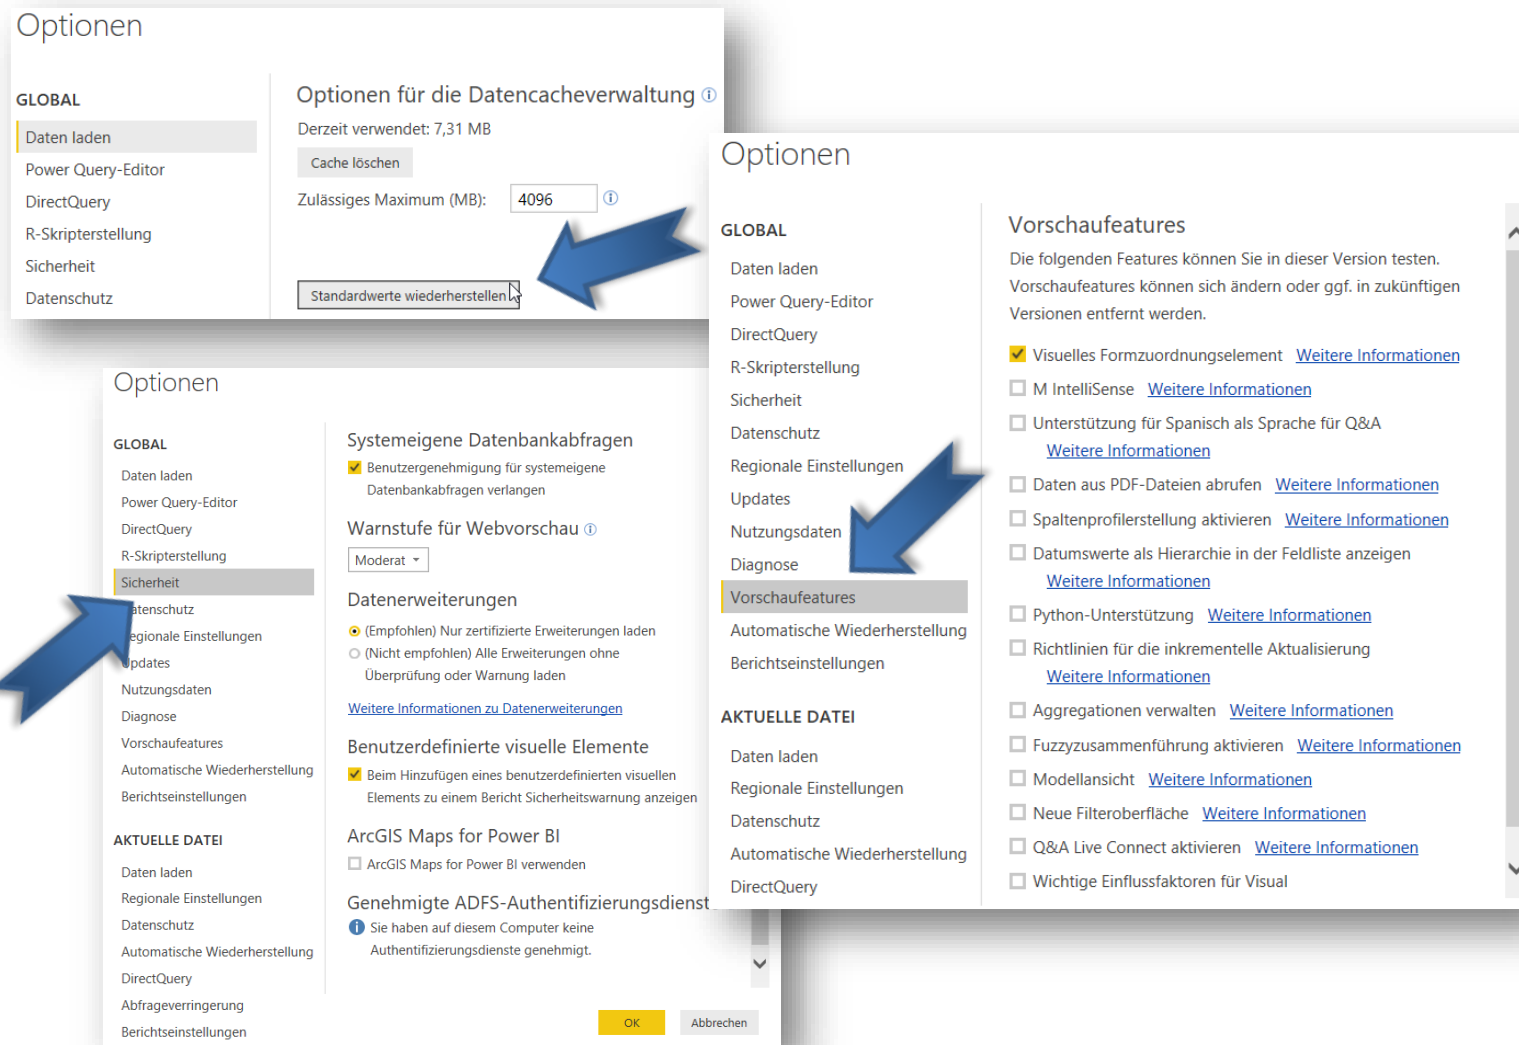 Optionen
GLOBAL
Daten laden
Power Query-Editor
DirectQuery
R-Skripterstellung
Sicherheit
Datenschutz
Optionen für die Datencacheverwaltung
Derzeit verwendet: 7,31 MB
Cache löschen
Zulässiges Maximum (MB): 4096
Standardwerte wiederherstellen
Optionen
GLOBAL
Daten laden
Power Query-Editor
DirectQuery
R-Skripterstellung
Sicherheit
Datenschutz
Regionale Einstellungen
Updates
Nutzungsdaten
Diagnose
Vorschaufeatures
Automatische Wiederherstellung
Berichtseinstellungen
AKTUELLE DATEI
Daten laden
Regionale Einstellungen
Datenschutz
Automatische Wiederherstellung
DirectQuery
Vorschaufeatures
Die folgenden Features können Sie in dieser Version testen.
Vorschaufeatures können sich ändern oder ggf. in zukünftigen
Versionen entfernt werden.
Visuelles Formzuordnungselement Weitere Informationen
M IntelliSense Weitere Informationen
Unterstützung für Spanisch als Sprache für Q&A
Weitere Informationen
Daten aus PDF-Dateien abrufen Weitere Informationen
Spaltenprofilerstellung aktivieren Weitere Informationen
Datumswerte als Hierarchie in der Feldliste anzeigen
Weitere Informationen
Python-Unterstützung Weitere Informationen
Richtlinien für die inkrementelle Aktualisierung
Weitere Informationen
Aggregationen verwalten Weitere Informationen
Fuzzyzusammenführung aktivieren Weitere Informationen
Modellansicht Weitere Informationen
Neue Filteroberfläche Weitere Informationen
Q&A Live Connect aktivieren Weitere Informationen
Wichtige Einflussfaktoren für Visual
Optionen
GLOBAL
Daten laden
Power Query-Editor
DirectQuery
R-Skripterstellung
Sicherheit
atenschutz
egionale Einstellungen
pdates
Nutzungsdaten
Diagnose
Vorschaufeatures
Automatische Wiederherstellung
Berichtseinstellungen
AKTUELLE DATEI
Daten laden
Regionale Einstellungen
Datenschutz
Automatische Wiederherstellung
DirectQuery
Abfrageverringerung
Berichtseinstellungen
Systemeigene Datenbankabfragen
Benutzergenehmigung für systemeigene
Datenbankabfragen verlangen
Warnstufe für Webvorschau
Moderat
Datenerweiterungen
(Empfohlen) Nur zertifizierte Erweiterungen laden
(Nicht empfohlen) Alle Erweiterungen ohne
Überprüfung oder Warnung laden
Weitere Informationen zu Datenerweiterungen
Benutzerdefinierte visuelle Elemente
Beim Hinzufügen eines benutzerdefinierten visuellen
Elements zu einem Bericht Sicherheitswarnung anzeigen
ArcGIS Maps for Power BI
ArcGIS Maps for Power BI verwenden
Genehmigte ADFS-Authentifizierungsdienst
Sie haben auf diesem Computer keine
Authentifizierungsdienste genehmigt.
OK Abbrechen